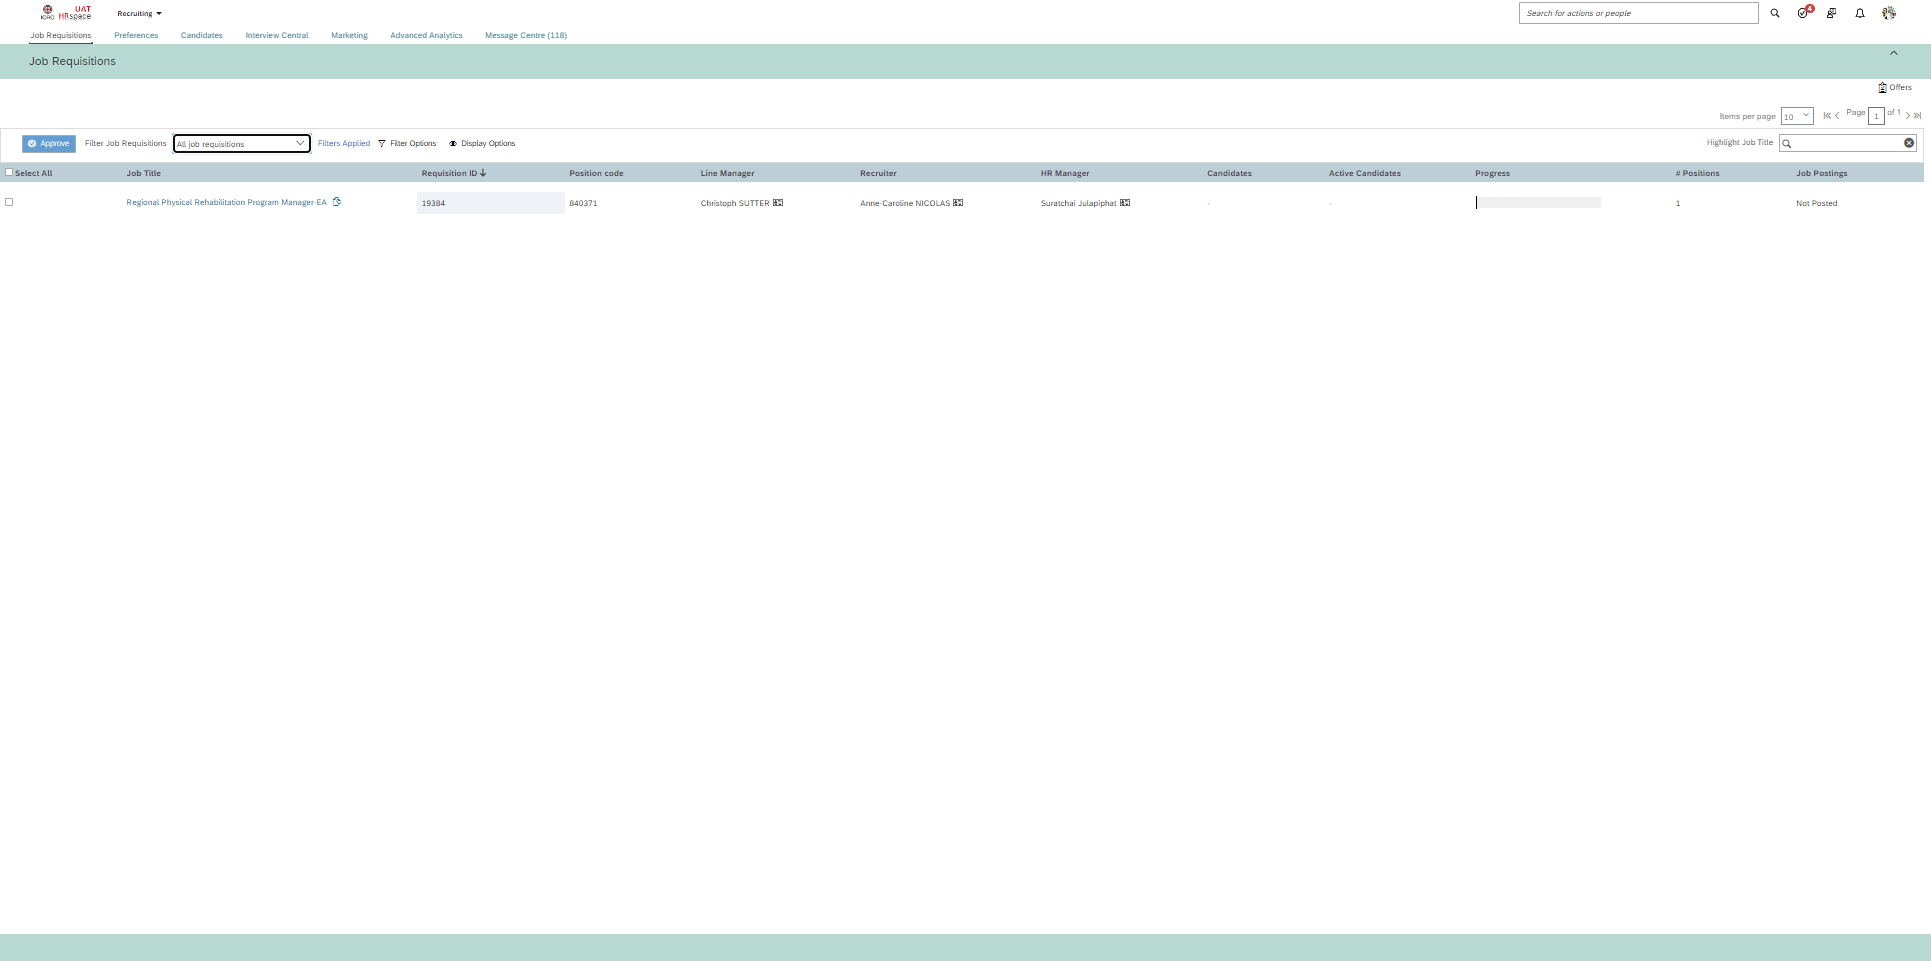 UAT
ICRC HRspace
Recruiting
Search for actions or people
4
Job Requisitions Preferences Candidates Interview Central Marketing Advanced Analytics Message Centre (118)
Job Requisitions
Offers
Items per page 10 Page 1 of 1
Approve Filter Job Requisitions All job requisitions Filters Applied Filter Options Display Options Highlight Job Title
Select All Job Title Requisition ID Position code Line Manager Recruiter HR Manager Candidates Active Candidates Progress # Positions Job Postings
Regional Physical Rehabilitation Program Manager-EA 19384 840371 Christoph SUTTER Anne-Caroline NICOLAS Suratchai Julapiphat - - 1 Not Posted